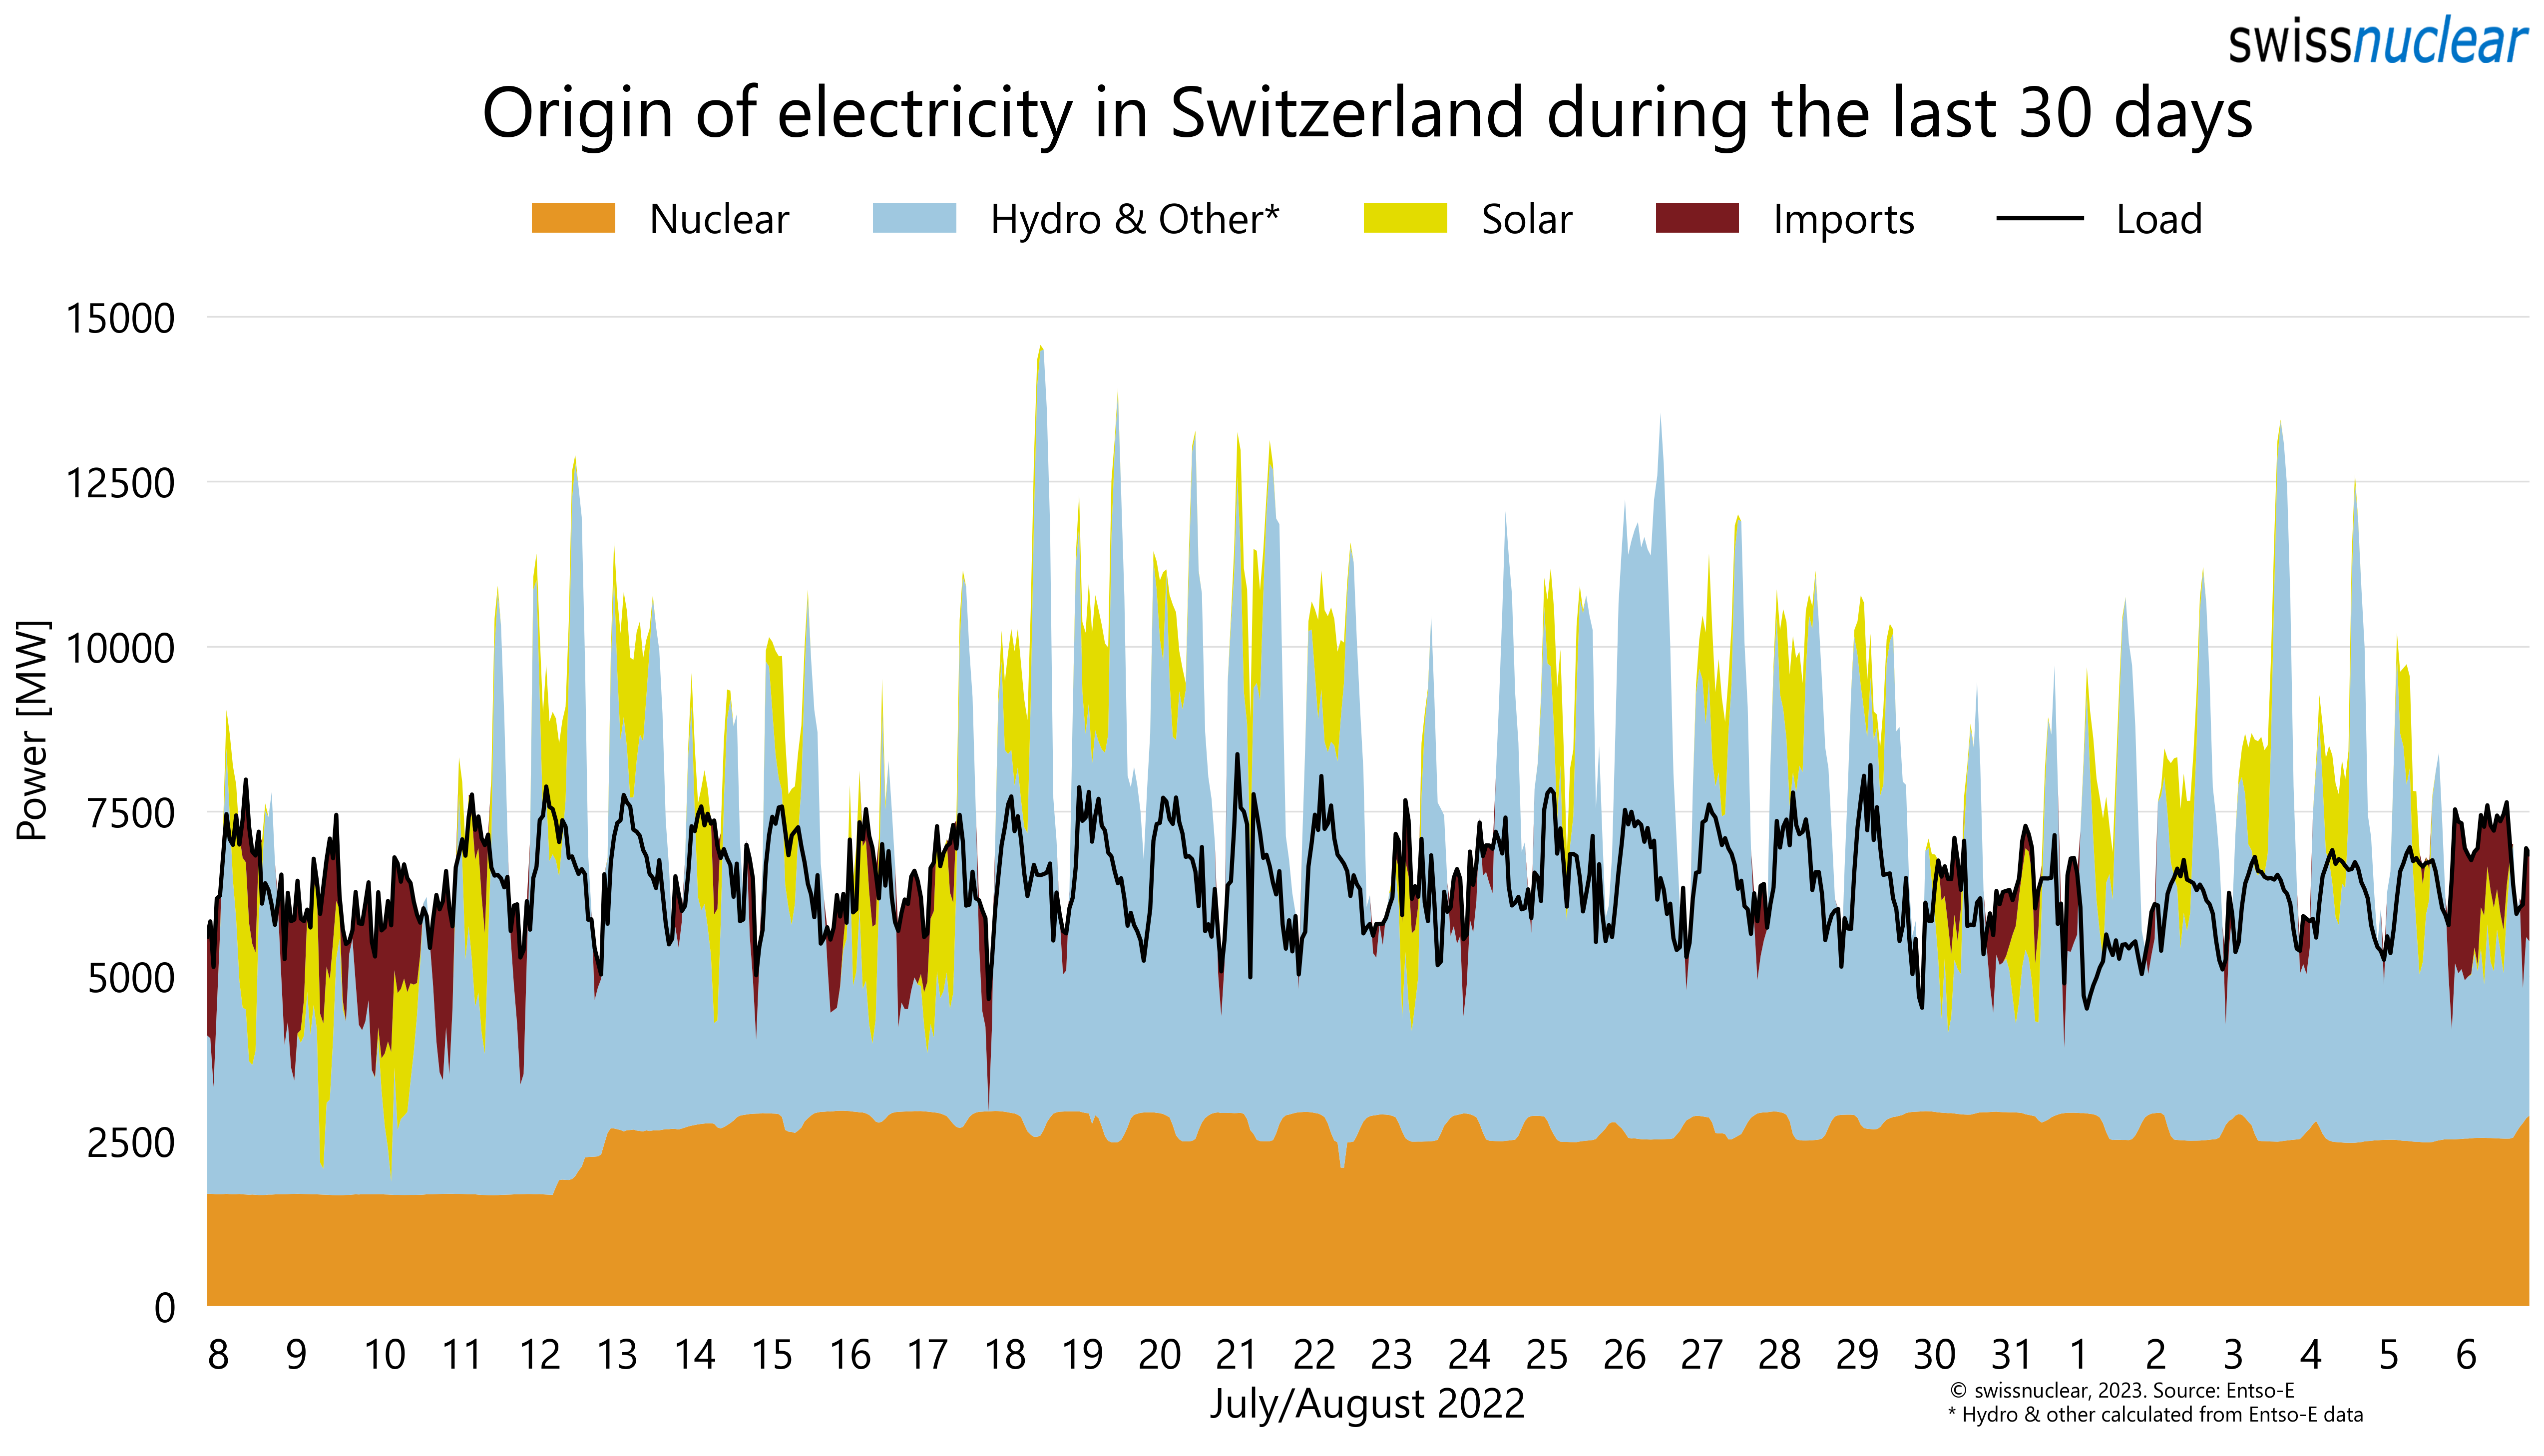 swissnuclear
Origin of electricity in Switzerland during the last 30 days
Nuclear Hydro & Other* Solar Imports Load
15000
12500
10000
7500
5000
2500
0
Power [MW]
8 9 10 11 12 13 14 15 16 17 18 19 20 21 22 23 24 25 26 27 28 29 30 31 1 2 3 4 5 6
July/August 2022
© swissnuclear, 2023. Source: Entso-E
* Hydro & other calculated from Entso-E data